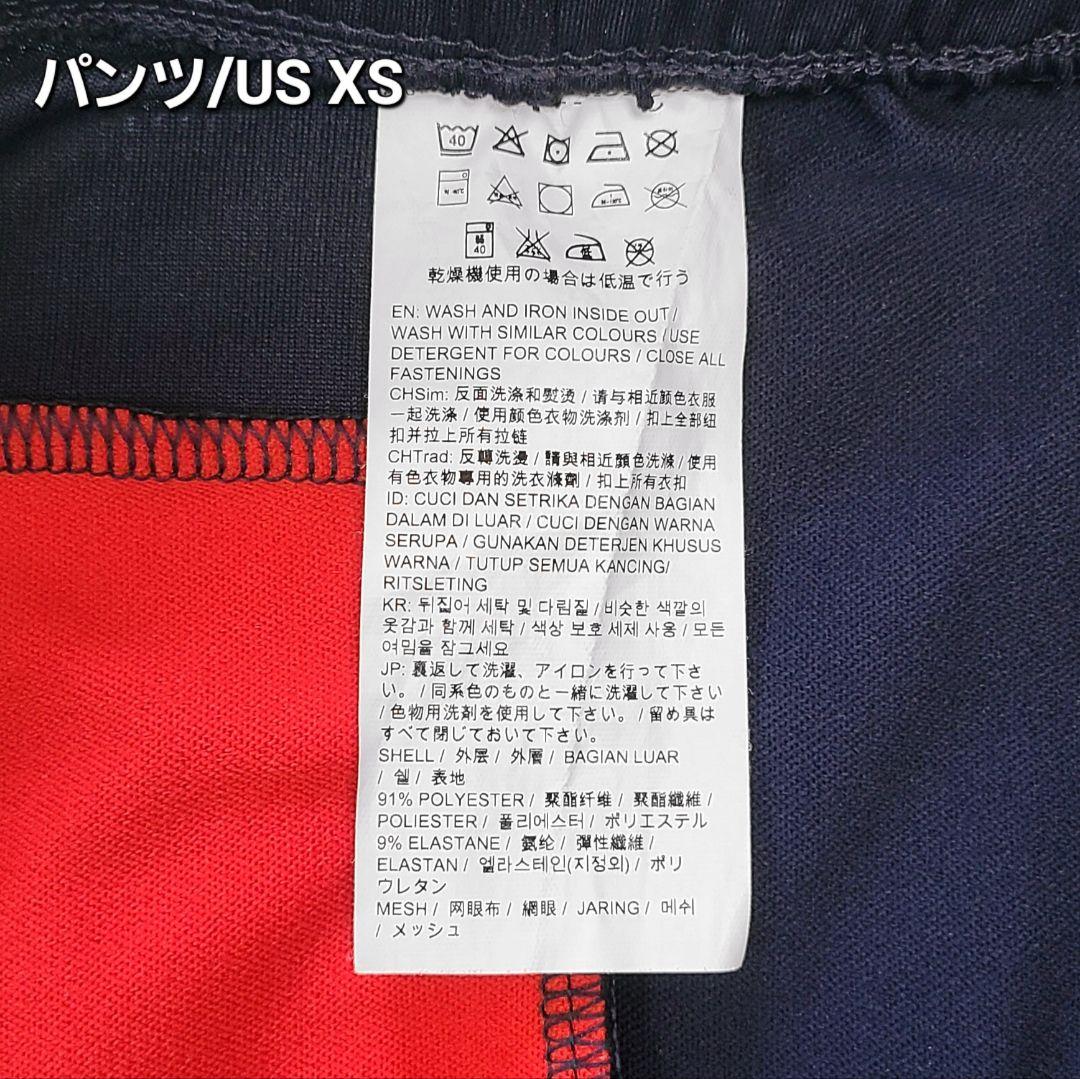 パンツ/US XS
40
40
乾燥機使用の場合は低温で行う
EN: WASH AND IRON INSIDE OUT /
WASH WITH SIMILAR COLOURS / USE
DETERGENT FOR COLOURS / CLOSE ALL
FASTENINGS
CHSim: 反面洗涤和熨烫 / 请与相近颜色衣服
一起洗涤 / 使用颜色衣物洗涤剂 / 扣上全部纽
扣并拉上所有拉链
CHTrad: 反轉洗燙 / 請與相近顏色洗滌 / 使用
有色衣物專用的洗衣滌劑 / 扣上所有衣扣
ID: CUCI DAN SETRIKA DENGAN BAGIAN
DALAM DI LUAR / CUCI DENGAN WARNA
SERUPA / GUNAKAN DETERJEN KHUSUS
WARNA / TUTUP SEMUA KANCING/
RITSLETING
KR: 뒤집어 세탁 및 다림질 / 비슷한 색깔의
옷감과 함께 세탁 / 색상 보호 세제 사용 / 모든
여밈을 잠그세요
JP: 裏返して洗濯、アイロンを行って下さ
い。 / 同系色のものと一緒に洗濯して下さい
/ 色物用洗剤を使用して下さい。 / 留め具は
すべて閉じておいて下さい。
SHELL / 外层 / 外層 / BAGIAN LUAR
/ 쉘 / 表地
91% POLYESTER / 聚酯纤维 / 聚酯纖維 /
POLIESTER / 폴리에스터 / ポリエステル
9% ELASTANE / 氨纶 / 彈性纖維 /
ELASTAN / 엘라스테인(지정외) / ポリ
ウレタン
MESH / 网眼布 / 網眼 / JARING / 메쉬
/ メッシュ